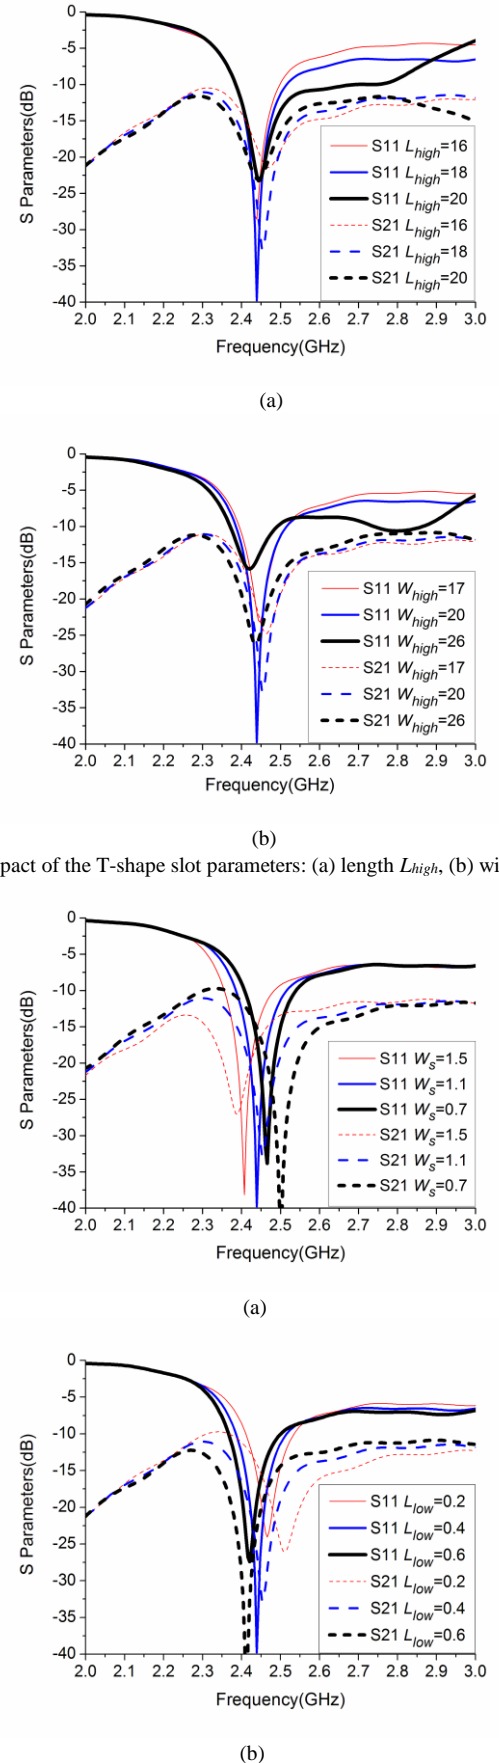 0
-5
-10
-15
-20
-25
-30
-35
-40
S Parameters(dB)
S11 Lhigh=16
S11 Lhigh=18
S11 Lhigh=20
S21 Lhigh=16
S21 Lhigh=18
S21 Lhigh=20
2.0 2.1 2.2 2.3 2.4 2.5 2.6 2.7 2.8 2.9 3.0
Frequency(GHz)
(a)
0
-5
-10
-15
-20
-25
-30
-35
-40
S Parameters(dB)
S11 Whigh=17
S11 Whigh=20
S11 Whigh=26
S21 Whigh=17
S21 Whigh=20
S21 Whigh=26
2.0 2.1 2.2 2.3 2.4 2.5 2.6 2.7 2.8 2.9 3.0
Frequency(GHz)
(b)
pact of the T-shape slot parameters: (a) length Lhigh, (b) wi
0
-5
-10
-15
-20
-25
-30
-35
-40
S Parameters(dB)
S11 Ws=1.5
S11 Ws=1.1
S11 Ws=0.7
S21 Ws=1.5
S21 Ws=1.1
S21 Ws=0.7
2.0 2.1 2.2 2.3 2.4 2.5 2.6 2.7 2.8 2.9 3.0
Frequency(GHz)
(a)
0
-5
-10
-15
-20
-25
-30
-35
-40
S Parameters(dB)
S11 Llow=0.2
S11 Llow=0.4
S11 Llow=0.6
S21 Llow=0.2
S21 Llow=0.4
S21 Llow=0.6
2.0 2.1 2.2 2.3 2.4 2.5 2.6 2.7 2.8 2.9 3.0
Frequency(GHz)
(b)